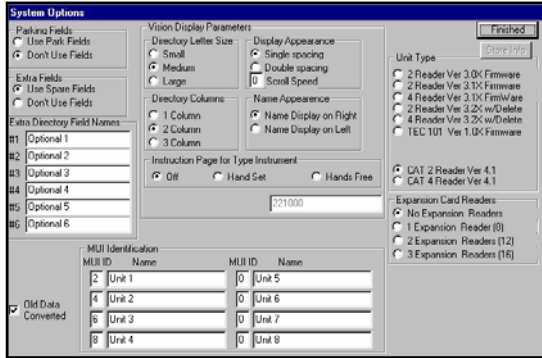 System Options
Parking Fields
Use Park Fields
Don't Use Fields
Extra Fields
Use Spare Fields
Don't Use Fields
Extra Directory Field Names
#1 Optional 1
#2 Optional 2
#3 Optional 3
#4 Optional 4
#5 Optional 5
#6 Optional 6
Vision Display Parameters
Directory Letter Size
Small
Medium
Large
Display Appearance
Single spacing
Double spacing
0 Scroll Speed
Directory Columns
1 Column
2 Column
3 Column
Name Appearence
Name Display on Right
Name Display on Left
Instruction Page for Type Instrument
Off Hand Set Hands Free
221000
Finished
Store Info
Unit Type
2 Reader Ver 3.0X Firmware
2 Reader Ver 3.1X Firmware
4 Reader Ver 3.1X FirmWare
2 Reader Ver 3.2X w/Delete
4 Reader Ver 3.2X w/Delete
TEC 101 Ver 1.0X Firmware
CAT 2 Reader Ver 4.1
CAT 4 Reader Ver 4.1
Expansion Card Readers
No Expansion Readers
1 Expansion Reader (8)
2 Expansion Readers (12)
3 Expansion Readers (16)
Old Data
Converted
MUI Identification
MUI ID Name MUI ID Name
2 Unit 1 0 Unit 5
4 Unit 2 0 Unit 6
6 Unit 3 0 Unit 7
8 Unit 4 0 Unit 8